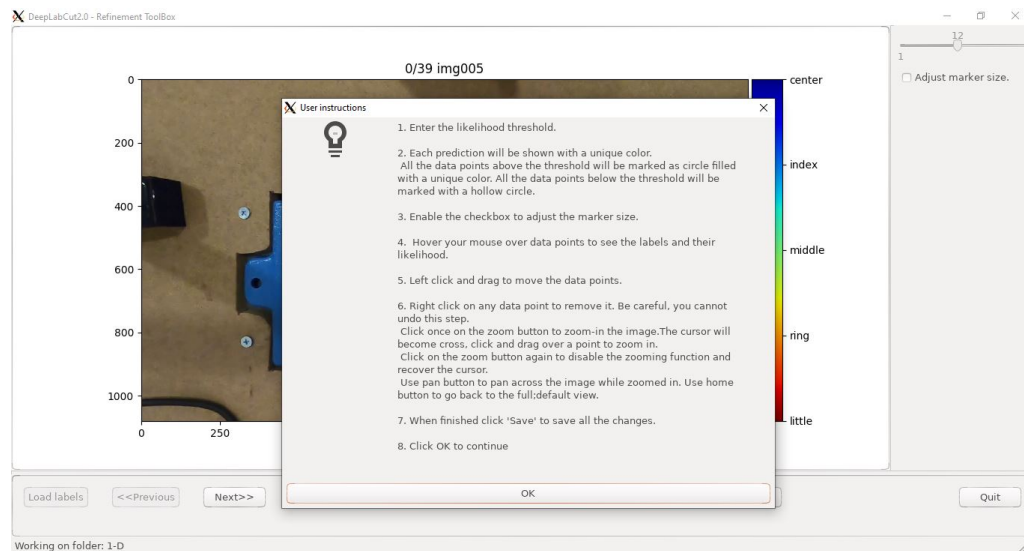 DeepLabCut2.0 - Refinement ToolBox
12
1
Adjust marker size.
0/39 img005
0
200
400
600
800
1000
0
250
center
index
middle
ring
little
User instructions
1. Enter the likelihood threshold.
2. Each prediction will be shown with a unique color.
All the data points above the threshold will be marked as circle filled
with a unique color. All the data points below the threshold will be
marked with a hollow circle.
3. Enable the checkbox to adjust the marker size.
4.  Hover your mouse over data points to see the labels and their
likelihood.
5. Left click and drag to move the data points.
6. Right click on any data point to remove it. Be careful, you cannot
undo this step.
Click once on the zoom button to zoom-in the image.The cursor will
become cross, click and drag over a point to zoom in.
Click on the zoom button again to disable the zooming function and
recover the cursor.
Use pan button to pan across the image while zoomed in. Use home
button to go back to the full;default view.
7. When finished click 'Save' to save all the changes.
8. Click OK to continue
OK
Load labels
<<Previous
Next>>
Quit
Working on folder: 1-D